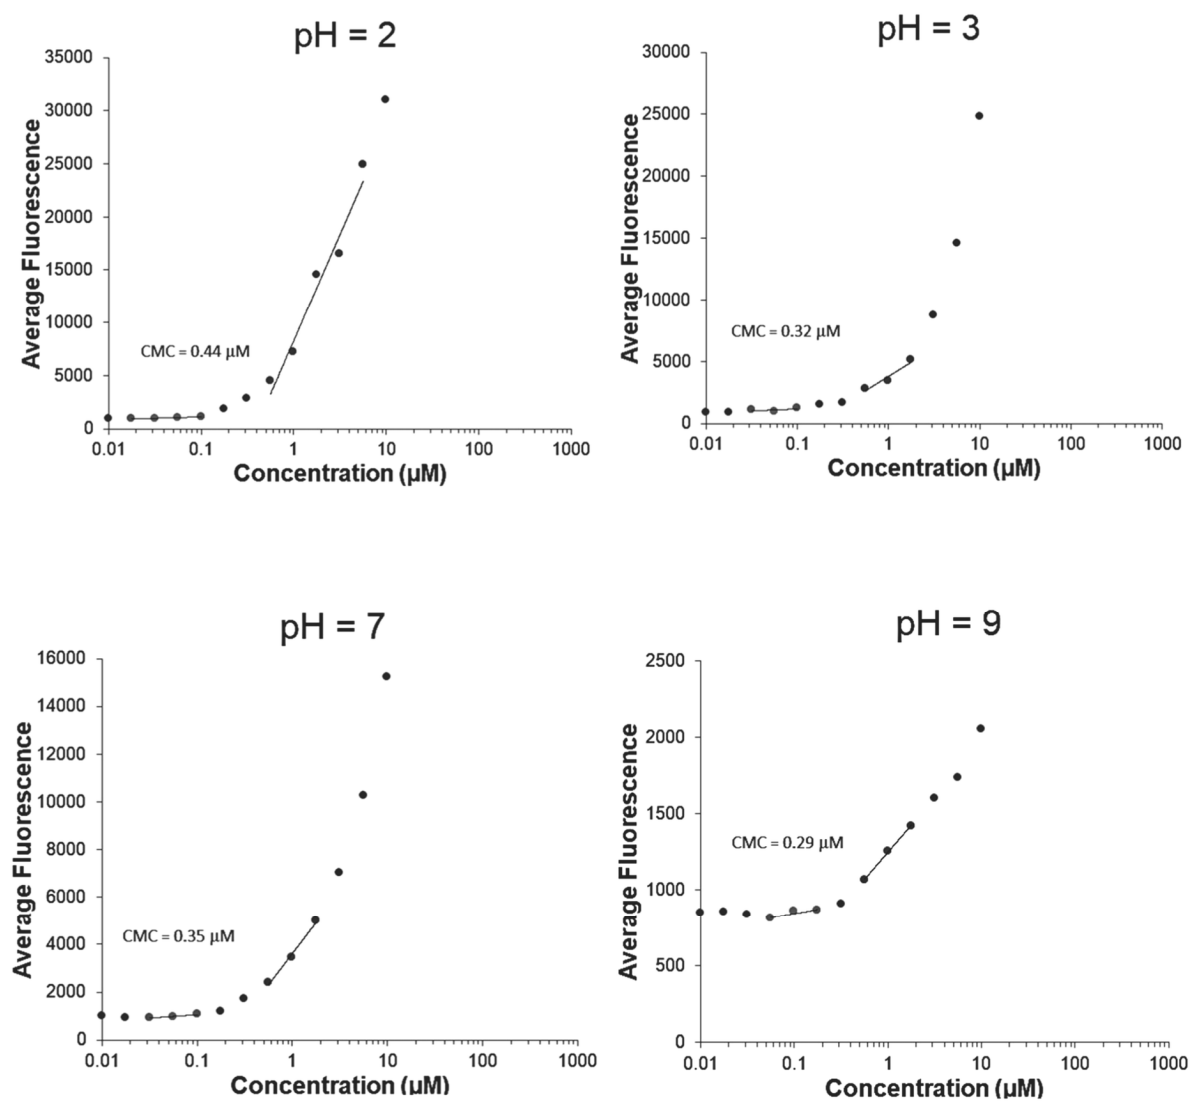 pH = 2
35000
30000
25000
20000
15000
10000
5000
0
Average Fluorescence
CMC = 0.44 µM
0.01 0.1 1 10 100 1000
Concentration (µM)
pH = 3
30000
25000
20000
15000
10000
5000
0
Average Fluorescence
CMC = 0.32 µM
0.01 0.1 1 10 100 1000
Concentration (µM)
pH = 7
16000
14000
12000
10000
8000
6000
4000
2000
0
Average Fluorescence
CMC = 0.35 µM
0.01 0.1 1 10 100 1000
Concentration (µM)
pH = 9
2500
2000
1500
1000
500
0
Average Fluorescence
CMC = 0.29 µM
0.01 0.1 1 10 100 1000
Concentration (µM)